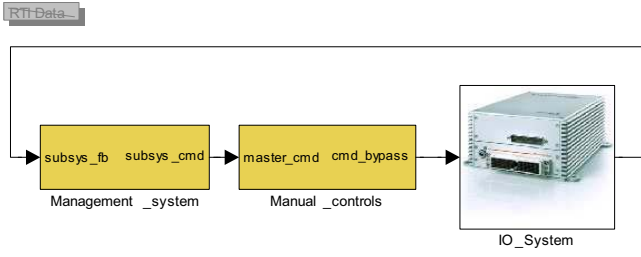 RTI Data
subsys_fb subsys_cmd
master_cmd cmd_bypass
Management _system
Manual _controls
IO_System